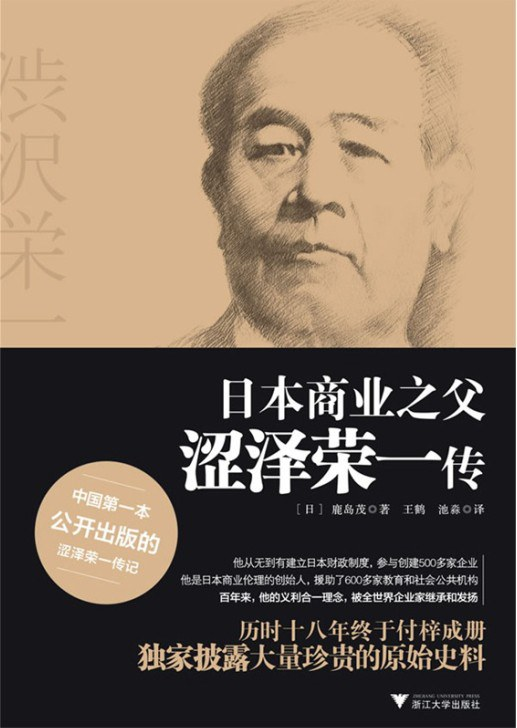 渋沢栄一
日本商业之父
涩泽荣一传
[日] 鹿岛茂◎著 王鹤 池淼◎译
中国第一本
公开出版的
涩泽荣一传记
他从无到有建立日本财政制度，参与创建500多家企业
他是日本商业伦理的创始人，援助了600多家教育和社会公共机构
百年来，他的义利合一理念，被全世界企业家继承和发扬
历时十八年终于付梓成册
独家披露大量珍贵的原始史料
ZHEJIANG UNIVERSITY PRESS
浙江大学出版社